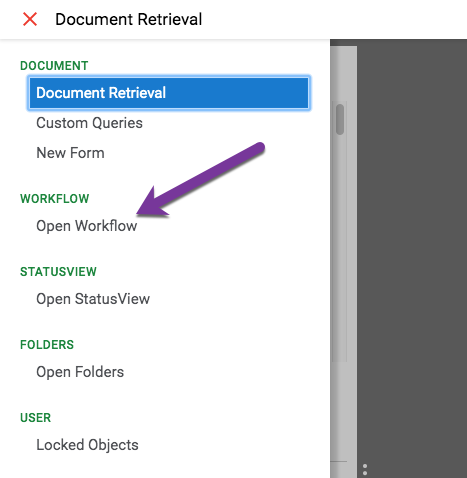 Document Retrieval
DOCUMENT
Document Retrieval
Custom Queries
New Form
WORKFLOW
Open Workflow
STATUSVIEW
Open StatusView
FOLDERS
Open Folders
USER
Locked Objects